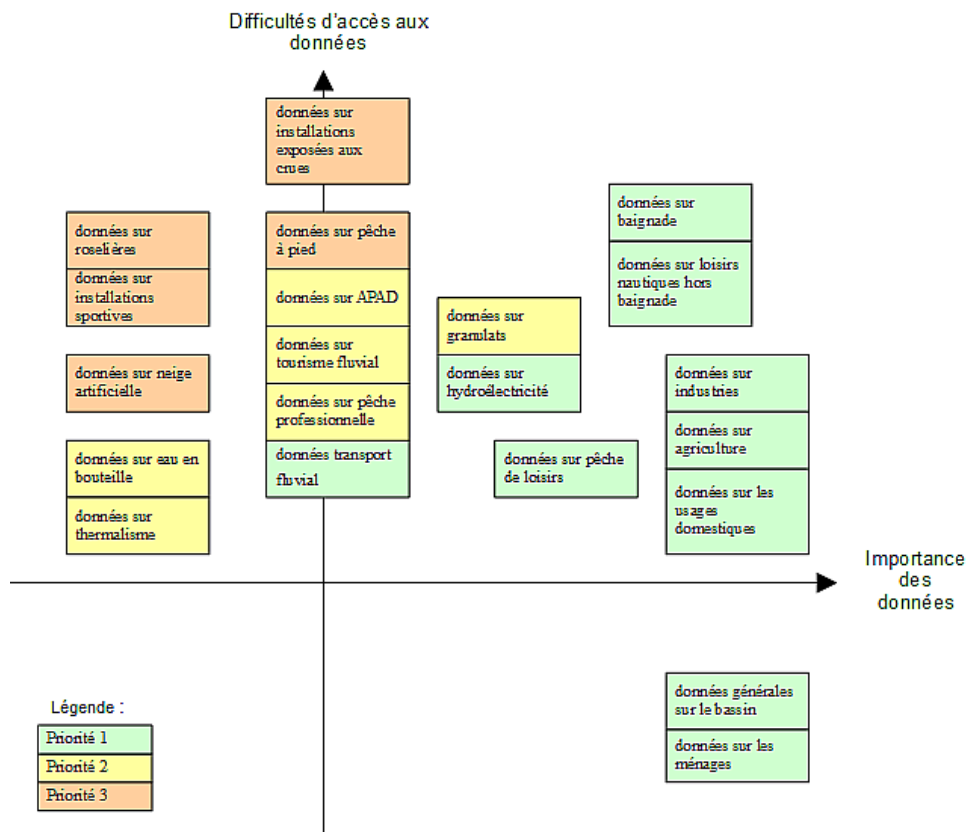 Difficultés d'accès aux
données
données sur
installations
exposées aux
crues
données sur
roselières
données sur
installations
sportives
données sur neige
artificielle
données sur eau en
bouteille
données sur
thermalisme
données sur pêche
à pied
données sur APAD
données sur
tourisme fluvial
données sur pêche
professionnelle
données transport
fluvial
données sur
granulats
données sur
hydroélectricité
données sur pêche
de loisirs
données sur
baignade
données sur loisirs
nautiques hors
baignade
données sur
industries
données sur
agriculture
données sur les
usages
domestiques
Importance
des
données
données générales
sur le bassin
données sur les
ménages
Légende :
Priorité 1
Priorité 2
Priorité 3